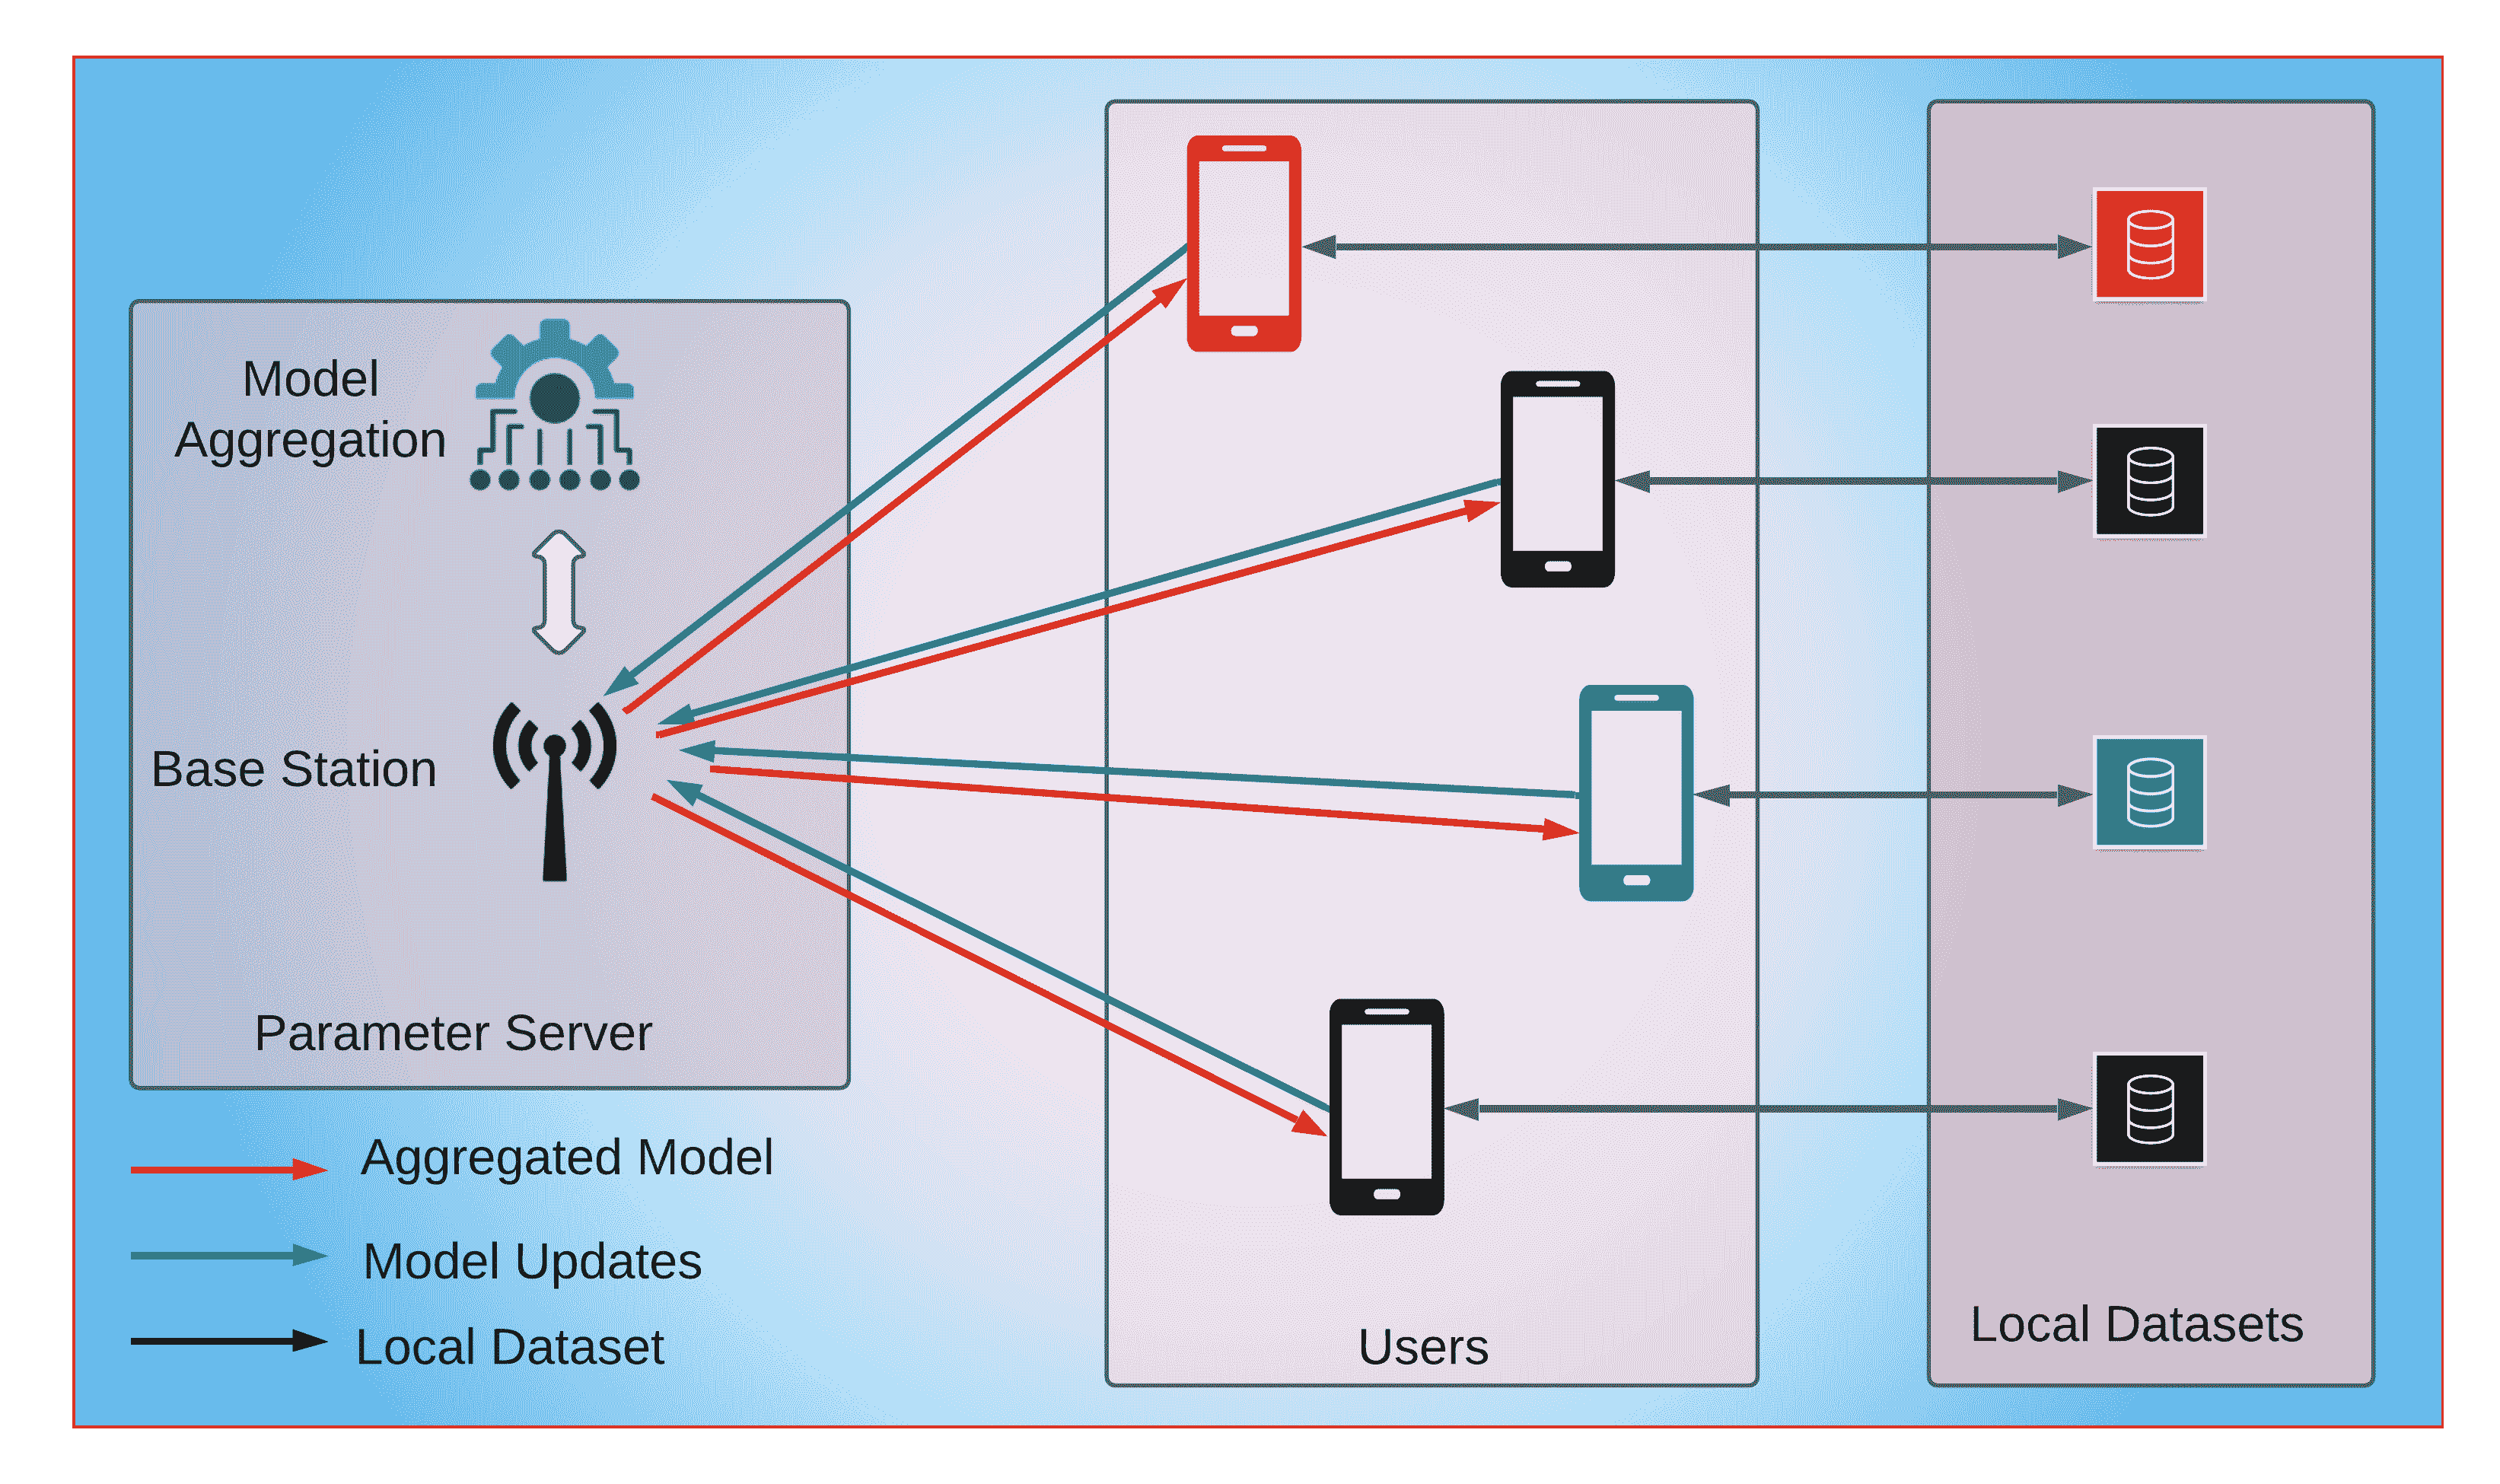 Model
Aggregation
Base Station
Parameter Server
Aggregated Model
Model Updates
Local Dataset
Users
Local Datasets